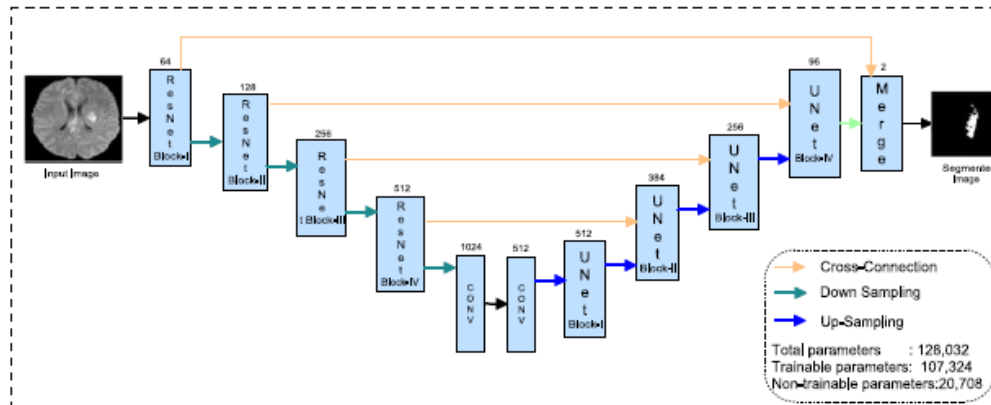 64
ResNet
Block-I
Input Image
128
ResNet
Block-II
256
ResNet
Block-III
512
ResNet
Block-IV
1024
CONV
512
CONV
512
UNet
Block-I
384
UNet
Block-II
256
UNet
Block-III
96
UNet
Block-IV
2
Merge
Segmente
Image
Cross-Connection
Down Sampling
Up-Sampling
Total parameters : 128,032
Trainable parameters: 107,324
Non-trainable parameters:20,708